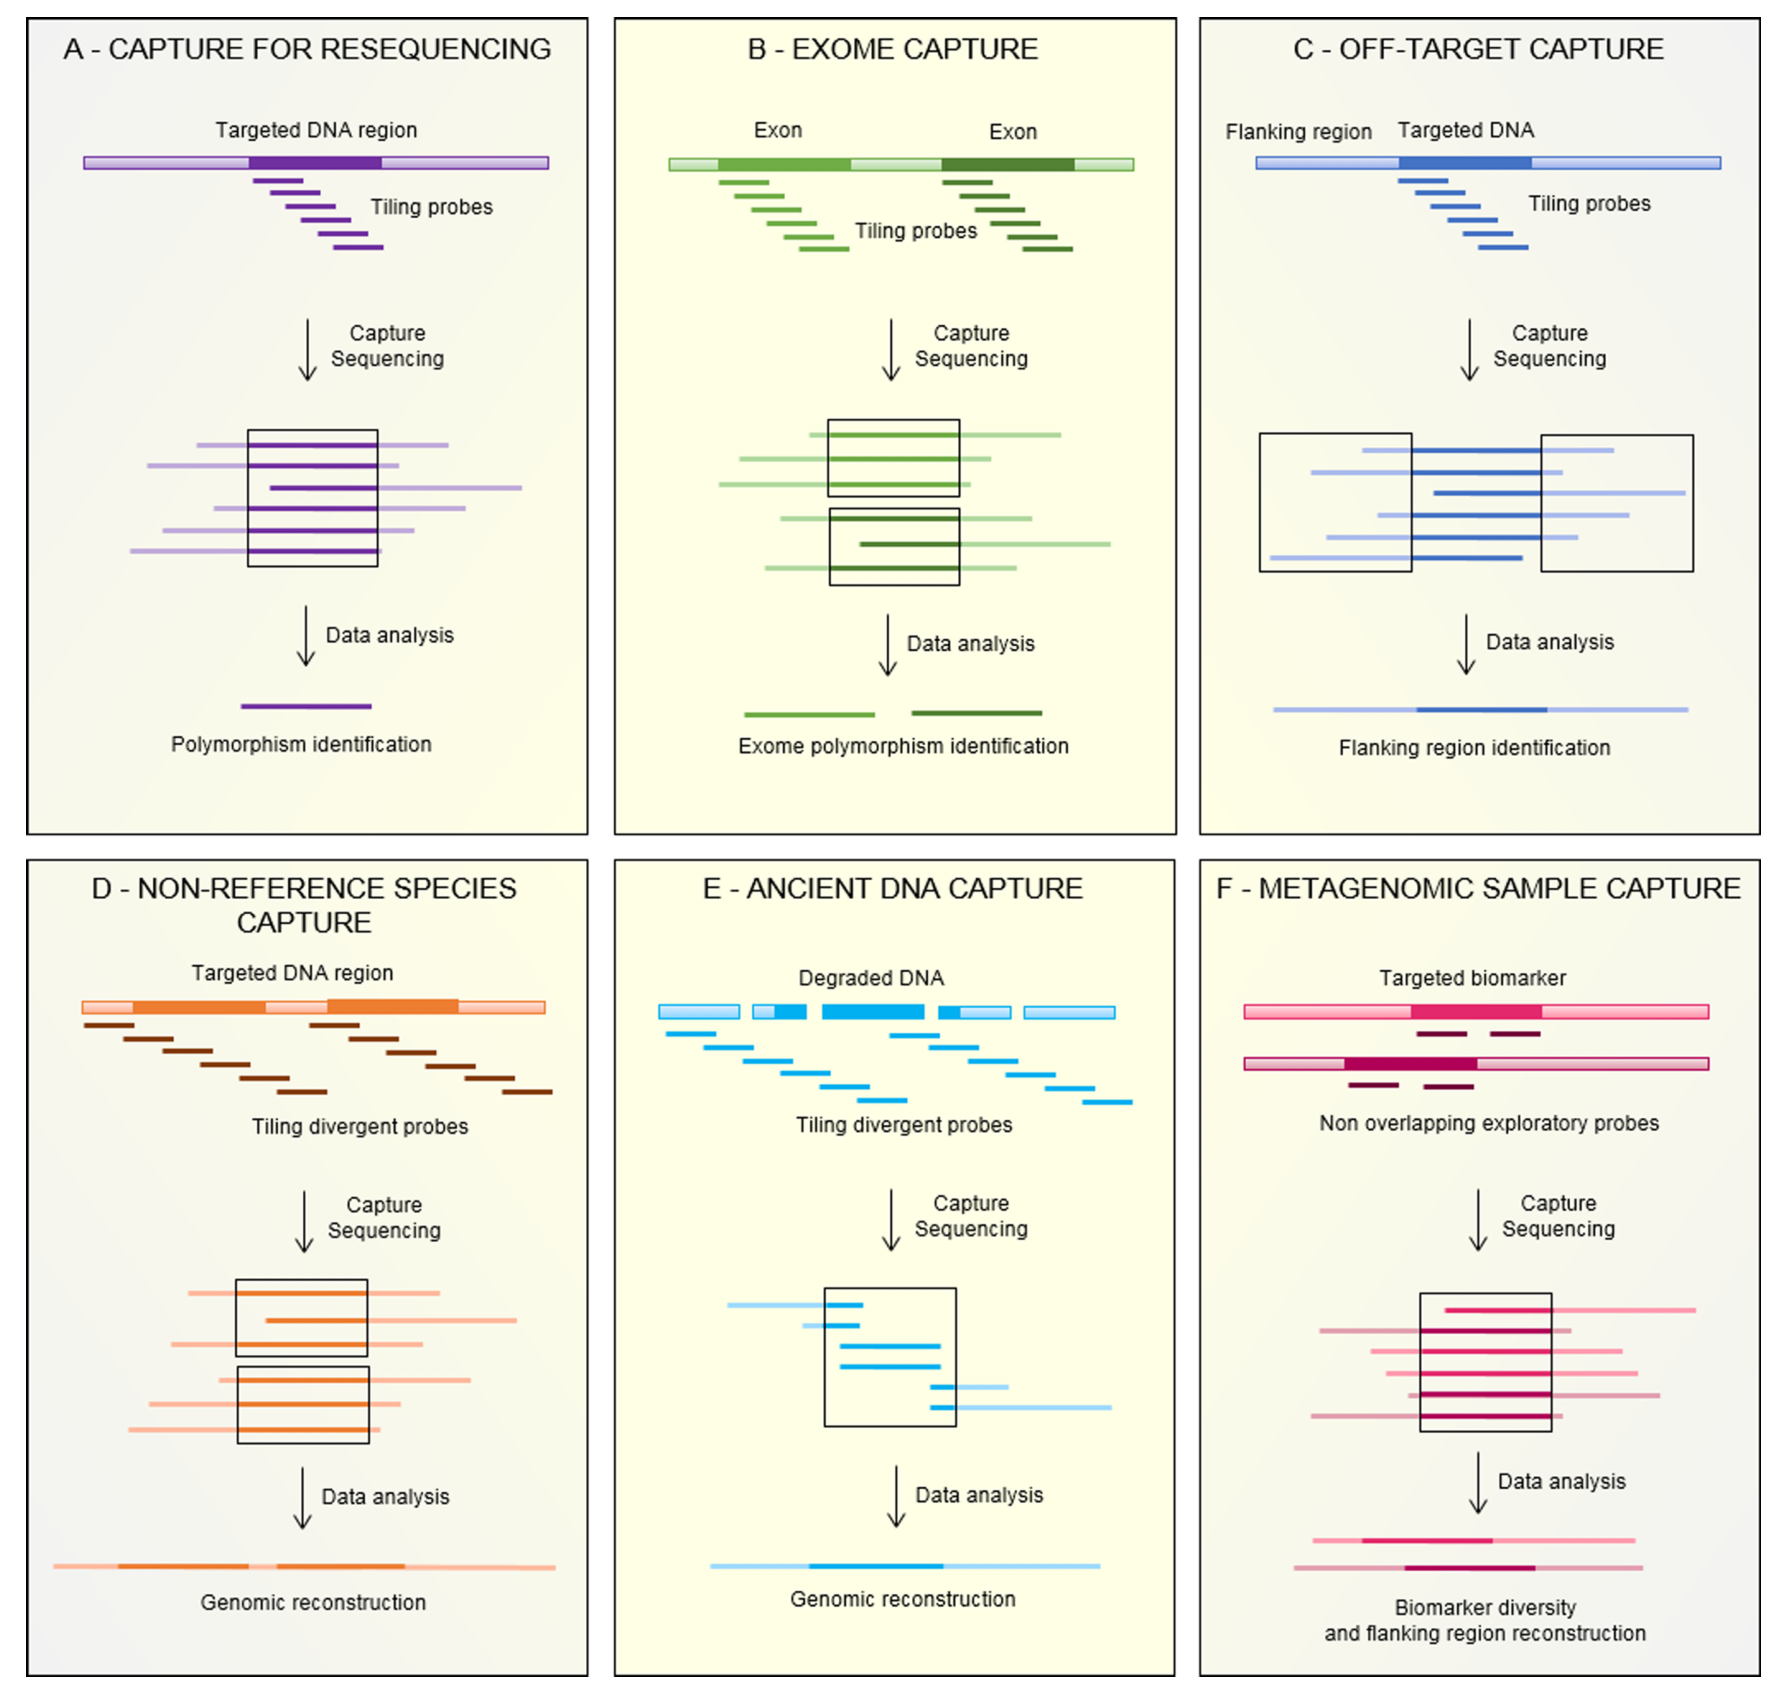 A - CAPTURE FOR RESEQUENCING
Targeted DNA region
Tiling probes
Capture
Sequencing
Data analysis
Polymorphism identification
B - EXOME CAPTURE
Exon
Exon
Tiling probes
Capture
Sequencing
Data analysis
Exome polymorphism identification
C - OFF-TARGET CAPTURE
Flanking region
Targeted DNA
Tiling probes
Capture
Sequencing
Data analysis
Flanking region identification
D - NON-REFERENCE SPECIES
CAPTURE
Targeted DNA region
Tiling divergent probes
Capture
Sequencing
Data analysis
Genomic reconstruction
E - ANCIENT DNA CAPTURE
Degraded DNA
Tiling divergent probes
Capture
Sequencing
Data analysis
Genomic reconstruction
F - METAGENOMIC SAMPLE CAPTURE
Targeted biomarker
Non overlapping exploratory probes
Capture
Sequencing
Data analysis
Biomarker diversity
and flanking region reconstruction